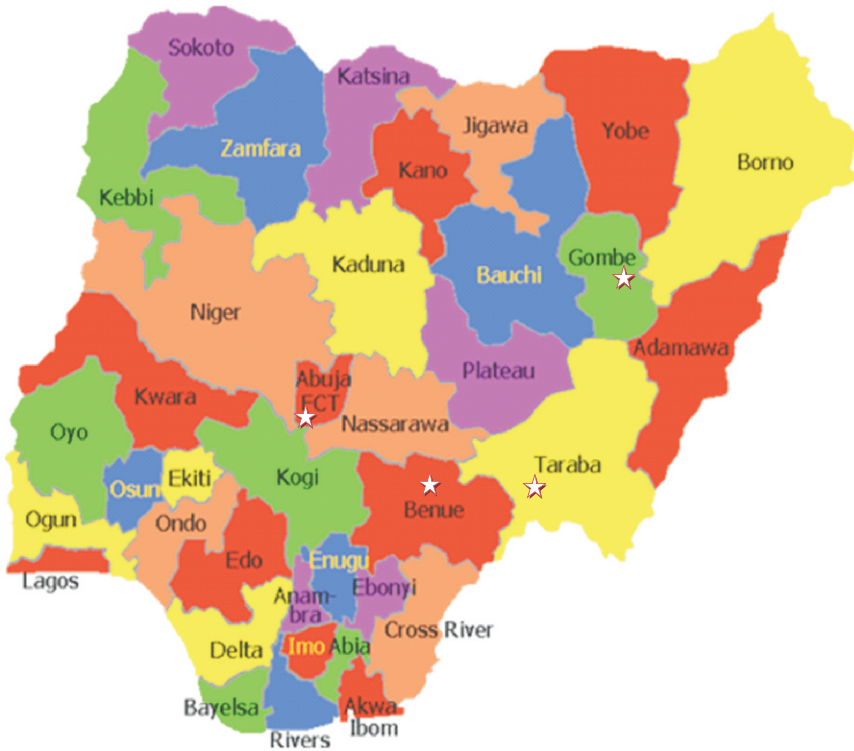 Sokoto
Katsina
Jigawa
Yobe
Zamfara
Kano
Borno
Kebbi
Kaduna
Bauchi
Gombe
Niger
Adamawa
Plateau
Abuja
FCT
Kwara
Nassarawa
Oyo
Taraba
Ekiti
Kogi
Osun
Benue
Ogun
Ondo
Edo
Enugu
Lagos
Ebonyi
Anam-
bra
Cross River
Delta
Imo
Abia
Bayelsa
Akwa
Ibom
Rivers